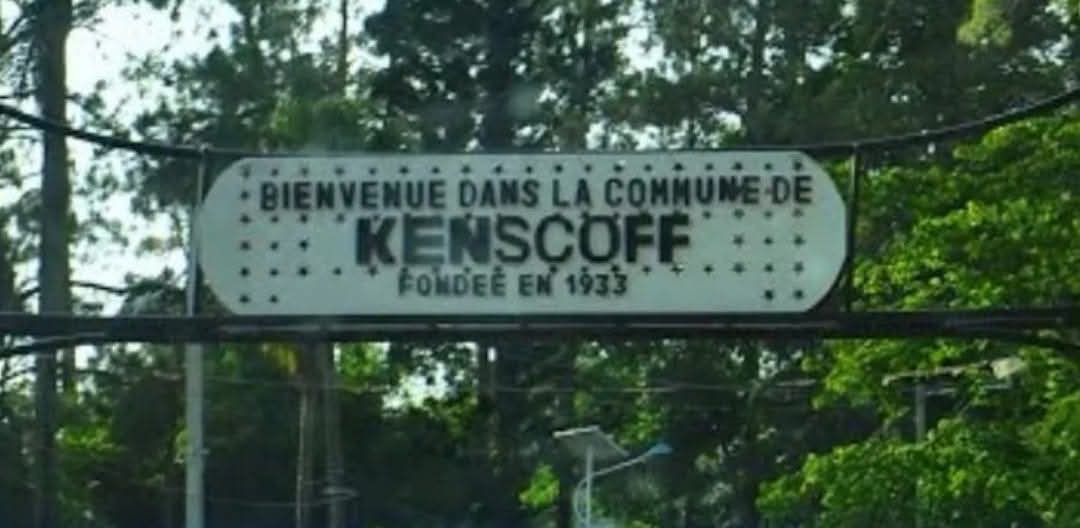 BIENVENUE DANS LA COMMUNE DE
KENSCOFF
FONDEE EN 1933